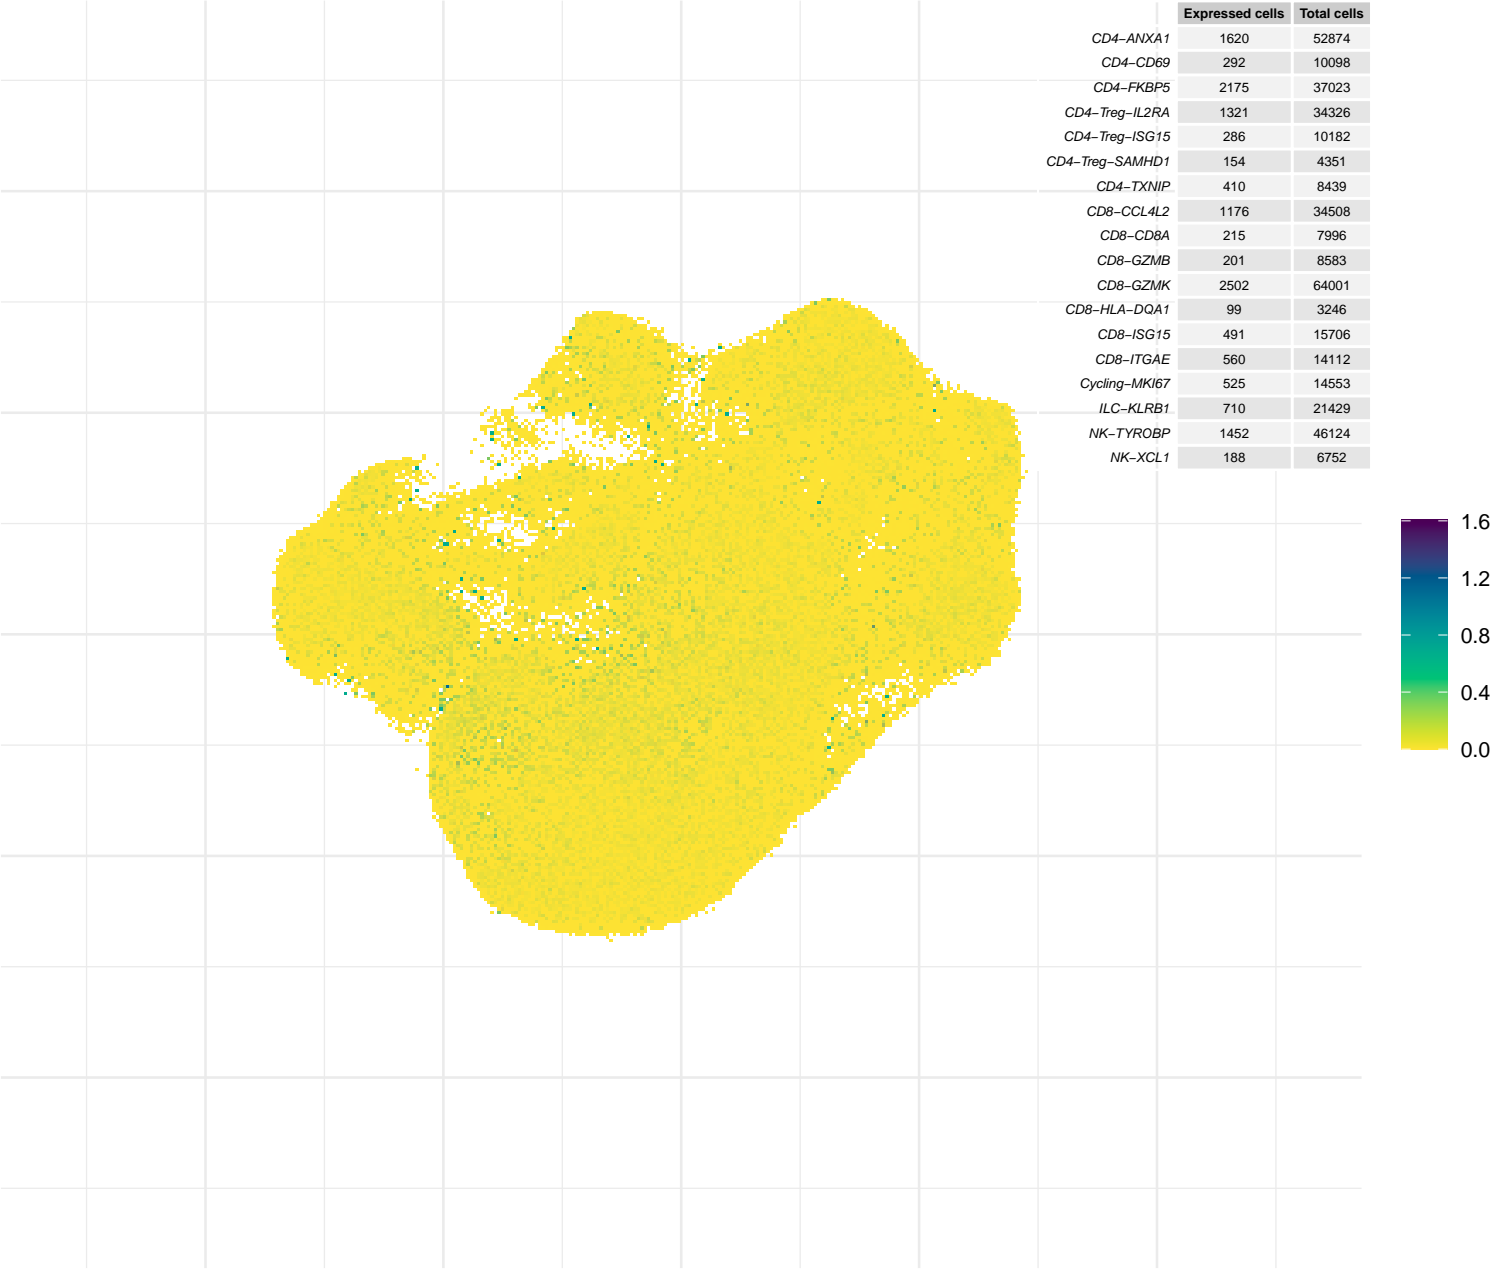 Expressed cells Total cells
CD4−ANXA1 1620 52874
CD4−CD69 292 10098
CD4−FKBP5 2175 37023
CD4−Treg−IL2RA 1321 34326
CD4−Treg−ISG15 286 10182
CD4−Treg−SAMHD1 154 4351
CD4−TXNIP 410 8439
CD8−CCL4L2 1176 34508
CD8−CD8A 215 7996
CD8−GZMB 201 8583
CD8−GZMK 2502 64001
CD8−HLA−DQA1 99 3246
CD8−ISG15 491 15706
CD8−ITGAE 560 14112
Cycling−MKI67 525 14553
ILC−KLRB1 710 21429
NK−TYROBP 1452 46124
NK−XCL1 188 6752
1.6
1.2
0.8
0.4
0.0